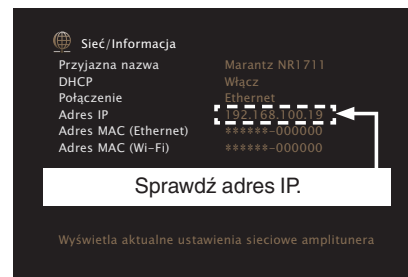 Sieć/Informacja
Przyjazna nazwa Marantz NR1711
DHCP Włącz
Połączenie Ethernet
Adres IP 192.168.100.19
Adres MAC (Ethernet) ******-000000
Adres MAC (Wi-Fi) ******-000000
Sprawdź adres IP.
Wyświetla aktualne ustawienia sieciowe amplitunera